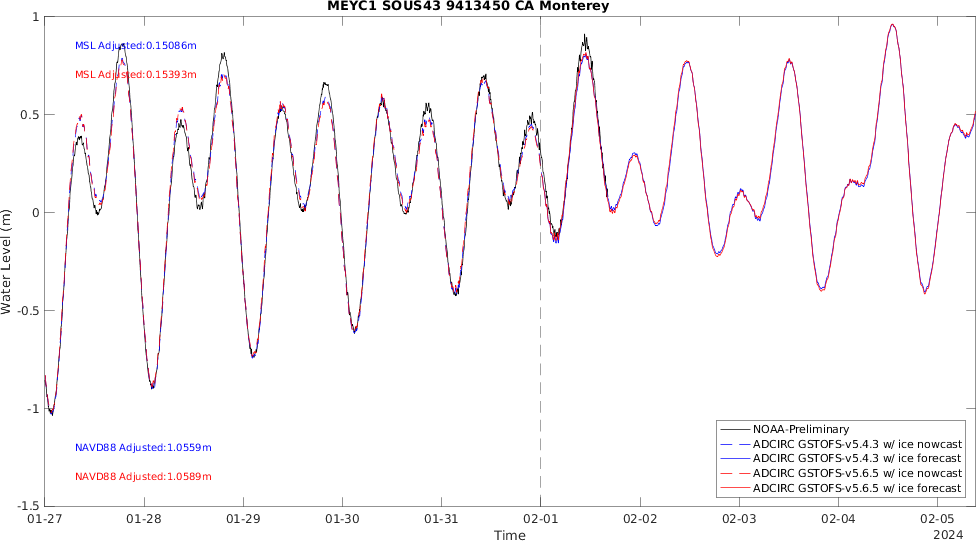 MEYC1 SOUS43 9413450 CA Monterey
MSL Adjusted:0.15086m
MSL Adjusted:0.15393m
NAVD88 Adjusted:1.0559m
NAVD88 Adjusted:1.0589m
Water Level (m)
1
0.5
0
-0.5
-1
-1.5
NOAA-Preliminary
ADCIRC GSTOFS-v5.4.3 w/ ice nowcast
ADCIRC GSTOFS-v5.4.3 w/ ice forecast
ADCIRC GSTOFS-v5.6.5 w/ ice nowcast
ADCIRC GSTOFS-v5.6.5 w/ ice forecast
01-27 01-28 01-29 01-30 01-31 02-01 02-02 02-03 02-04 02-05
Time
2024